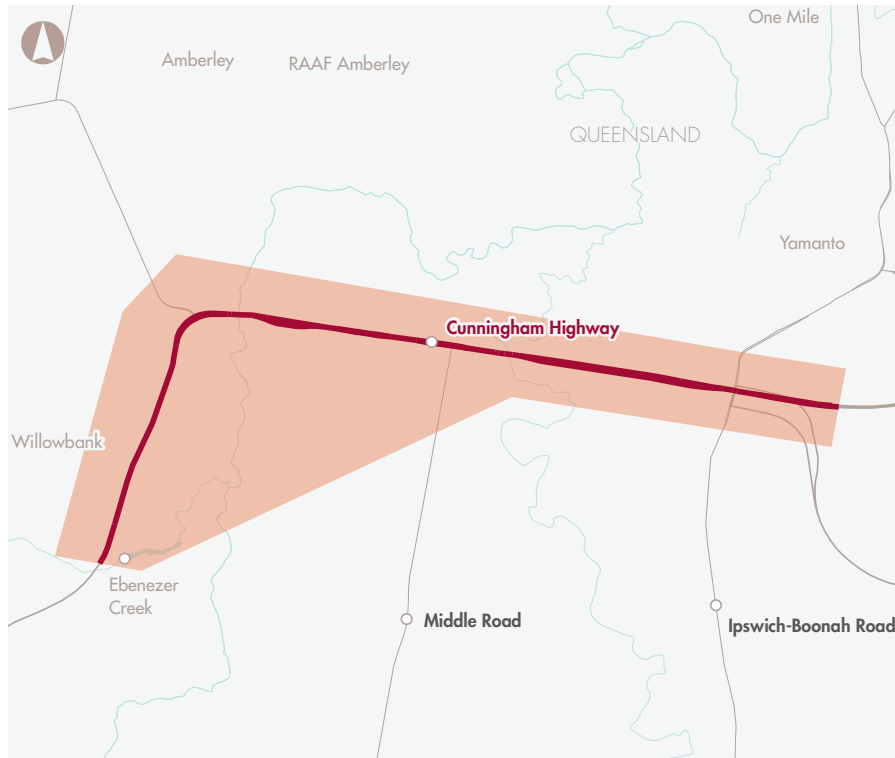 One Mile
Amberley
RAAF Amberley
QUEENSLAND
Yamanto
Cunningham Highway
Willowbank
Ebenezer
Creek
Middle Road
Ipswich-Boonah Road